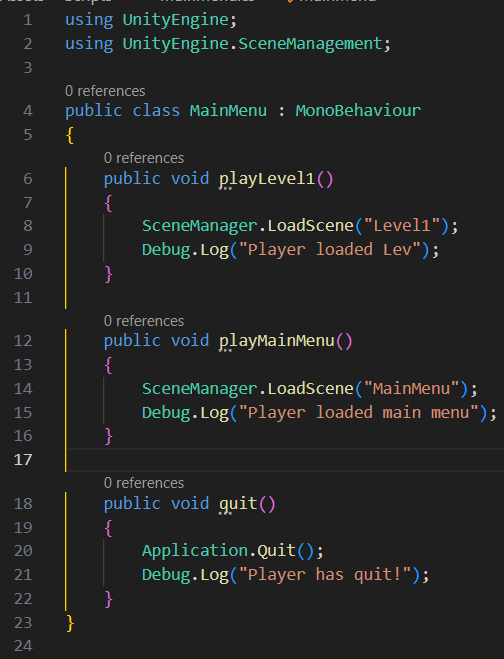 1 using UnityEngine;
2 using UnityEngine.SceneManagement;
3
0 references
4 public class MainMenu : MonoBehaviour
5 {
0 references
6 public void playLevel1()
7 {
8 SceneManager.LoadScene("Level1");
9 Debug.Log("Player loaded Lev");
10 }
11
0 references
12 public void playMainMenu()
13 {
14 SceneManager.LoadScene("MainMenu");
15 Debug.Log("Player loaded main menu");
16 }
17
0 references
18 public void quit()
19 {
20 Application.Quit();
21 Debug.Log("Player has quit!");
22 }
23 }
24